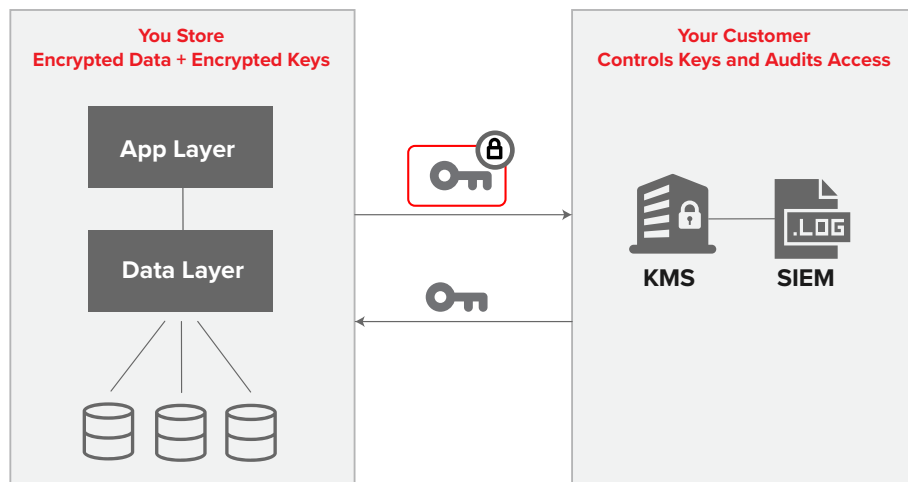 You Store
Encrypted Data + Encrypted Keys
App Layer
Data Layer
Your Customer
Controls Keys and Audits Access
.LOG
KMS
SIEM